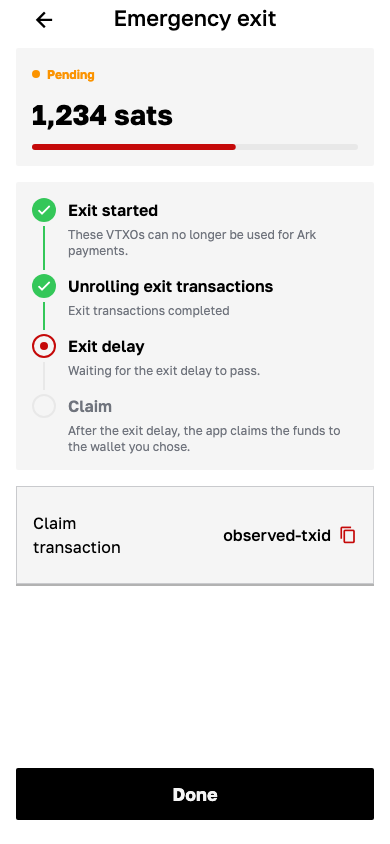 Emergency exit
Pending
1,234 sats
Exit started
These VTXOs can no longer be used for Ark
payments.
Unrolling exit transactions
Exit transactions completed
Exit delay
Waiting for the exit delay to pass.
Claim
After the exit delay, the app claims the funds to
the wallet you chose.
Claim
transaction
observed-txid
Done